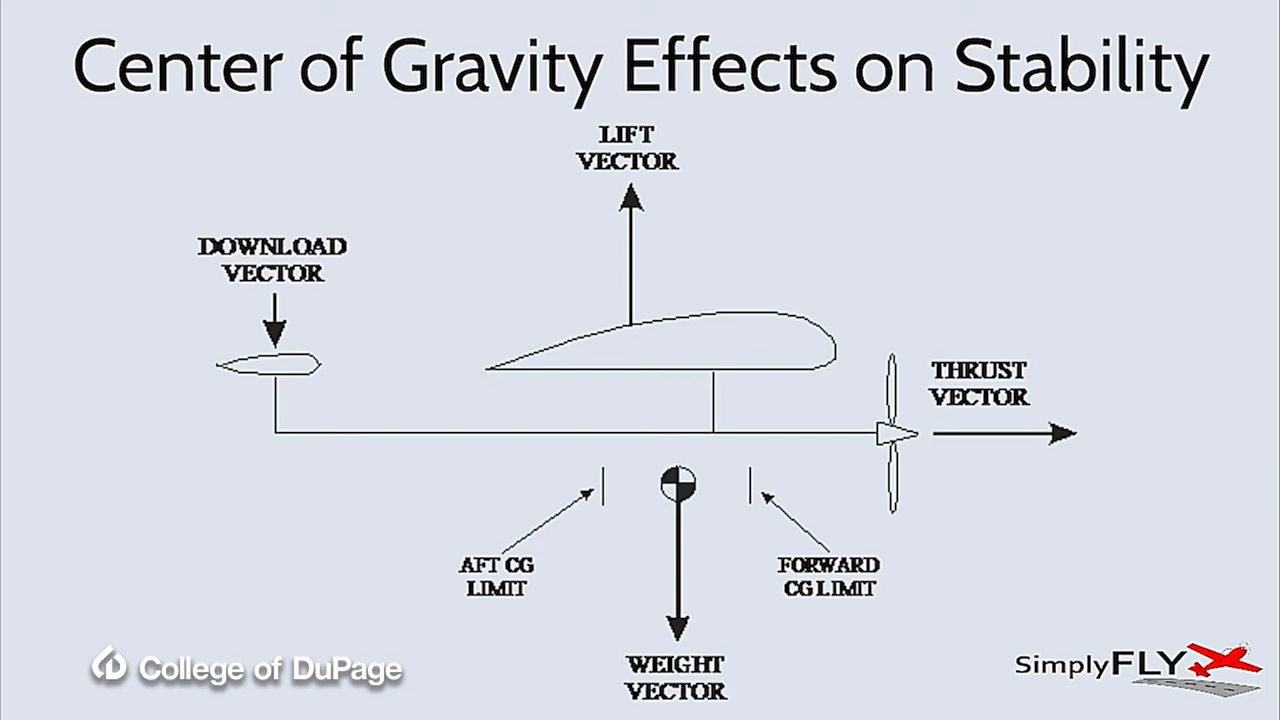 Center of Gravity Effects on Stability
LIFT
VECTOR
DOWNLOAD
VECTOR
THRUST
VECTOR
AFT CG
LIMIT
FORWARD
CG LIMIT
WEIGHT
VECTOR
College of DuPage
SimplyFLY